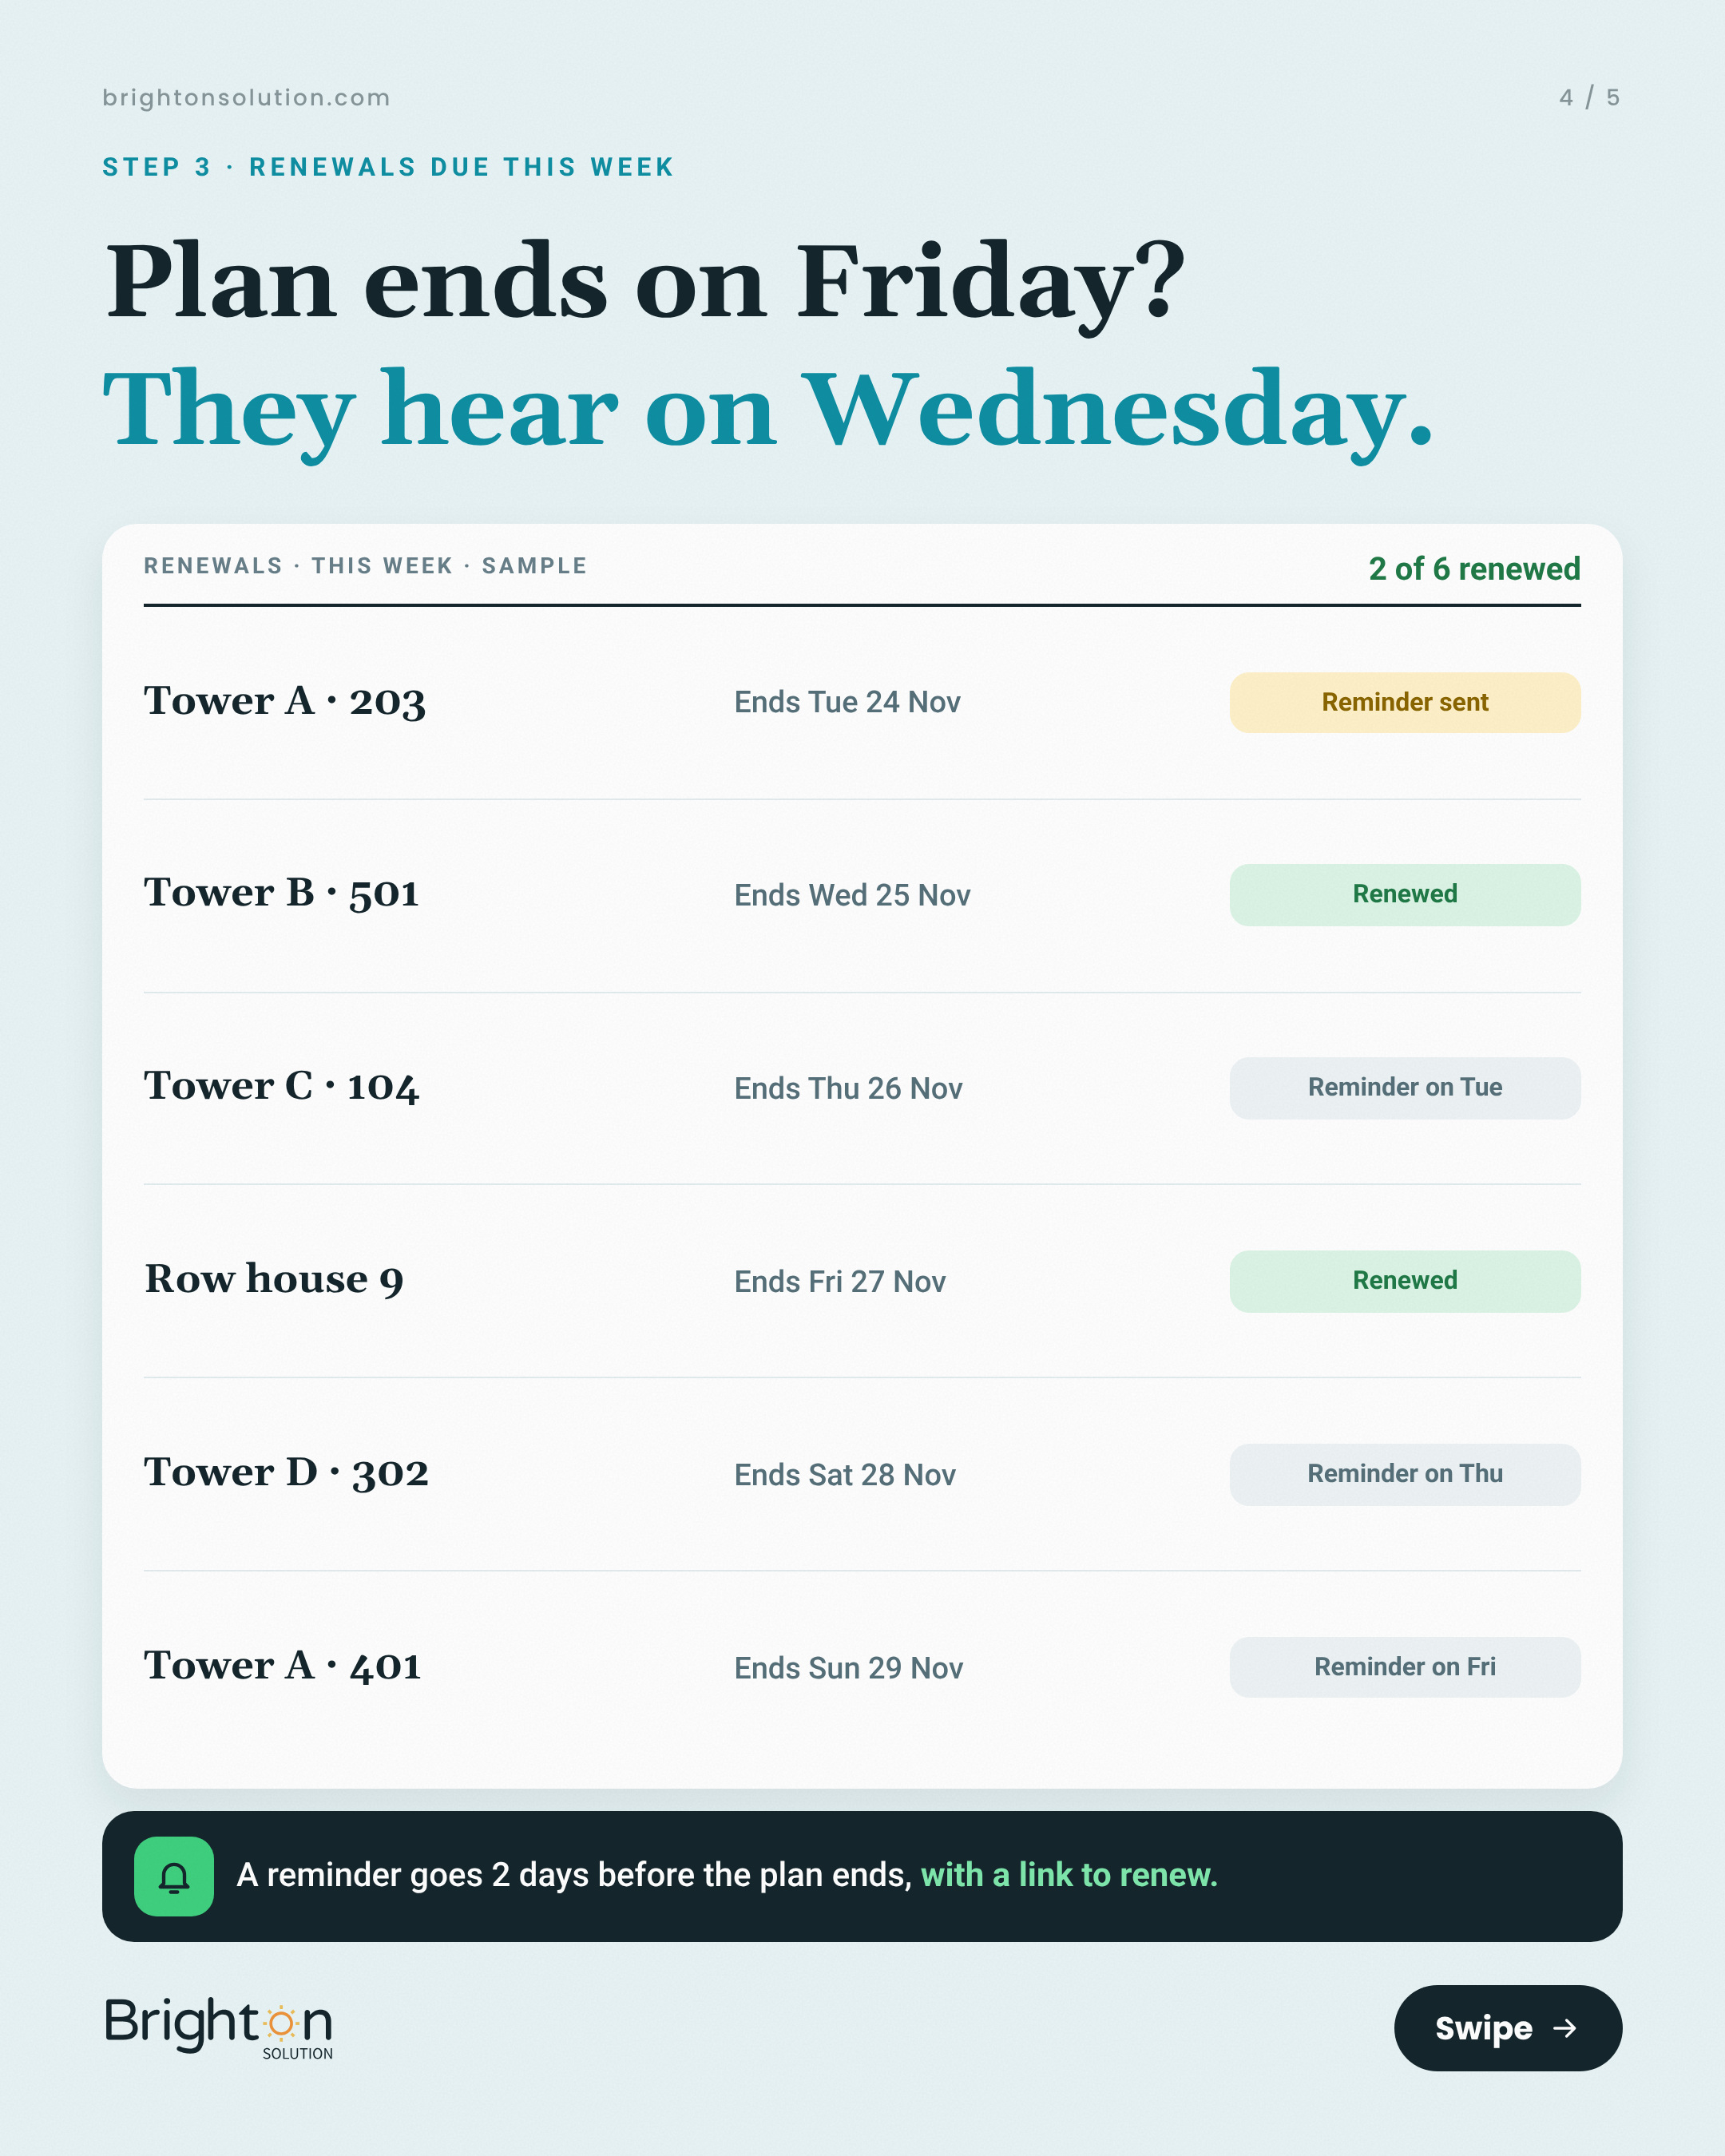 brightonsolution.com
4 / 5
STEP 3 · RENEWALS DUE THIS WEEK
Plan ends on Friday?
They hear on Wednesday.
RENEWALS · THIS WEEK · SAMPLE
2 of 6 renewed
Tower A · 203
Ends Tue 24 Nov
Reminder sent
Tower B · 501
Ends Wed 25 Nov
Renewed
Tower C · 104
Ends Thu 26 Nov
Reminder on Tue
Row house 9
Ends Fri 27 Nov
Renewed
Tower D · 302
Ends Sat 28 Nov
Reminder on Thu
Tower A · 401
Ends Sun 29 Nov
Reminder on Fri
A reminder goes 2 days before the plan ends, with a link to renew.
Brighton
SOLUTION
Swipe →